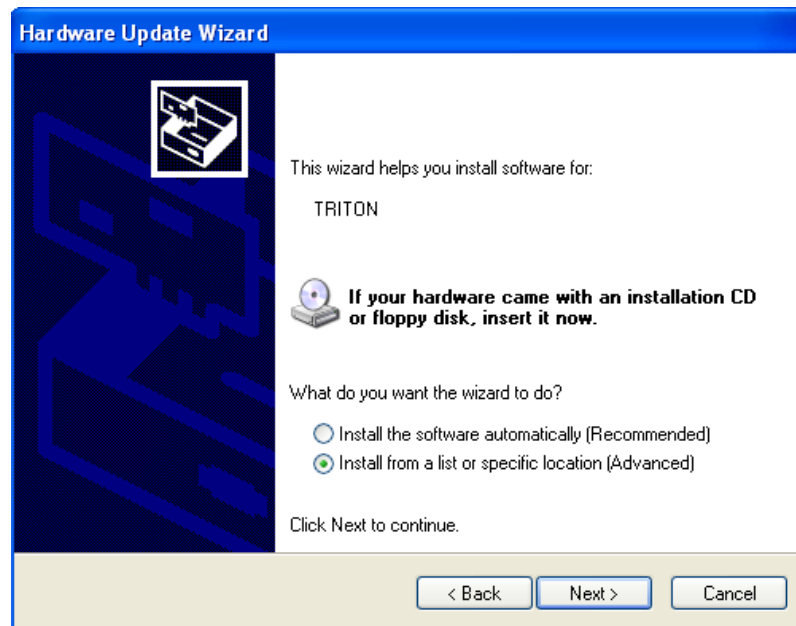 Hardware Update Wizard
This wizard helps you install software for:
TRITON
If your hardware came with an installation CD
or floppy disk, insert it now.
What do you want the wizard to do?
Install the software automatically (Recommended)
Install from a list or specific location (Advanced)
Click Next to continue.
< Back Next > Cancel